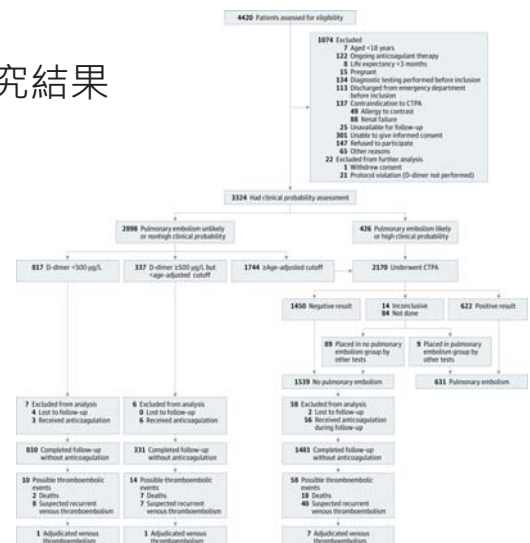 究結果
4420 Patients assessed for eligibility
1074 Excluded
7 Aged <18 years
122 Ongoing anticoagulant therapy
8 Life expectancy <3 months
15 Pregnant
134 Diagnostic testing performed before inclusion
113 Discharged from emergency department
before inclusion
137 Contraindication to CTPA
49 Allergy to contrast
88 Renal failure
25 Unavailable for follow-up
301 Unable to give informed consent
147 Refused to participate
65 Other reasons
22 Excluded from further analysis
1 Withdrew consent
21 Protocol violation (D-dimer not performed)
3324 Had clinical probability assessment
2898 Pulmonary embolism unlikely
or nonhigh clinical probability
426 Pulmonary embolism likely
or high clinical probability
817 D-dimer <500 µg/L
337 D-dimer ≥500 µg/L but
<age-adjusted cutoff
1744 ≥Age-adjusted cutoff
2170 Underwent CTPA
1450 Negative result
14 Inconclusive
84 Not done
622 Positive result
89 Placed in no pulmonary
embolism group by
other tests
9 Placed in pulmonary
embolism group by
other tests
1539 No pulmonary embolism
631 Pulmonary embolism
7 Excluded from analysis
4 Lost to follow-up
3 Received anticoagulation
6 Excluded from analysis
0 Lost to follow-up
6 Received anticoagulation
58 Excluded from analysis
2 Lost to follow-up
56 Received anticoagulation
during follow-up
810 Completed follow-up
without anticoagulation
331 Completed follow-up
without anticoagulation
1481 Completed follow-up
without anticoagulation
10 Possible thromboembolic
events
2 Deaths
8 Suspected recurrent
venous thromboembolism
14 Possible thromboembolic
events
7 Deaths
7 Suspected recurrent
venous thromboembolism
58 Possible thromboembolic
events
18 Deaths
40 Suspected recurrent
venous thromboembolism
1 Adjudicated venous
thromboembolism
1 Adjudicated venous
thromboembolism
7 Adjudicated venous
thromboembolism